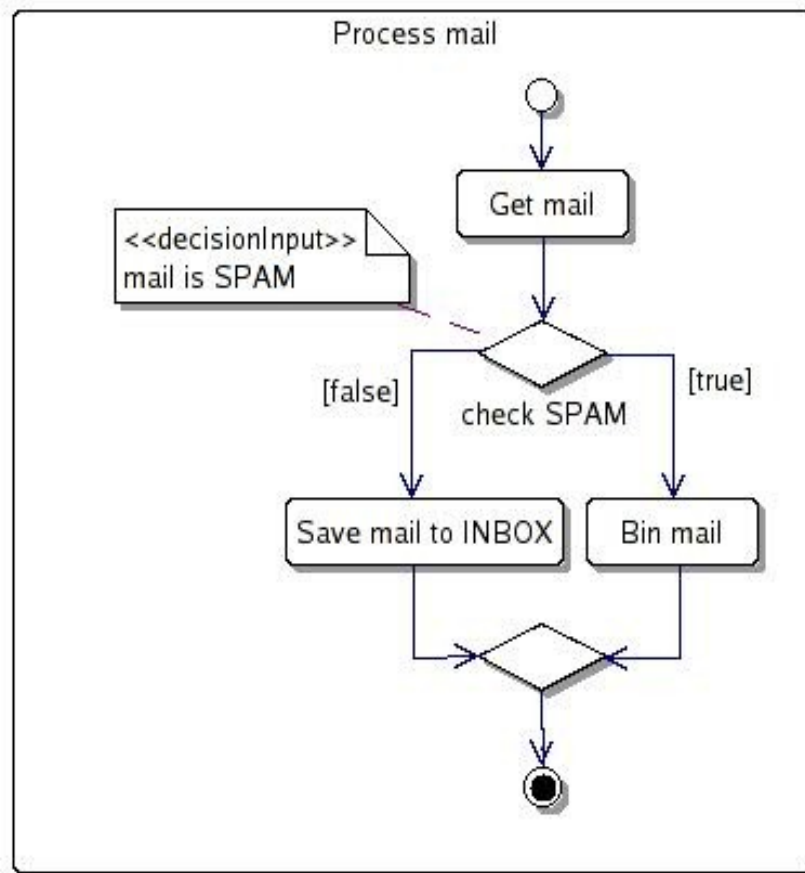 Process mail
Get mail
<<decisionInput>>
mail is SPAM
[false]
[true]
check SPAM
Save mail to INBOX
Bin mail